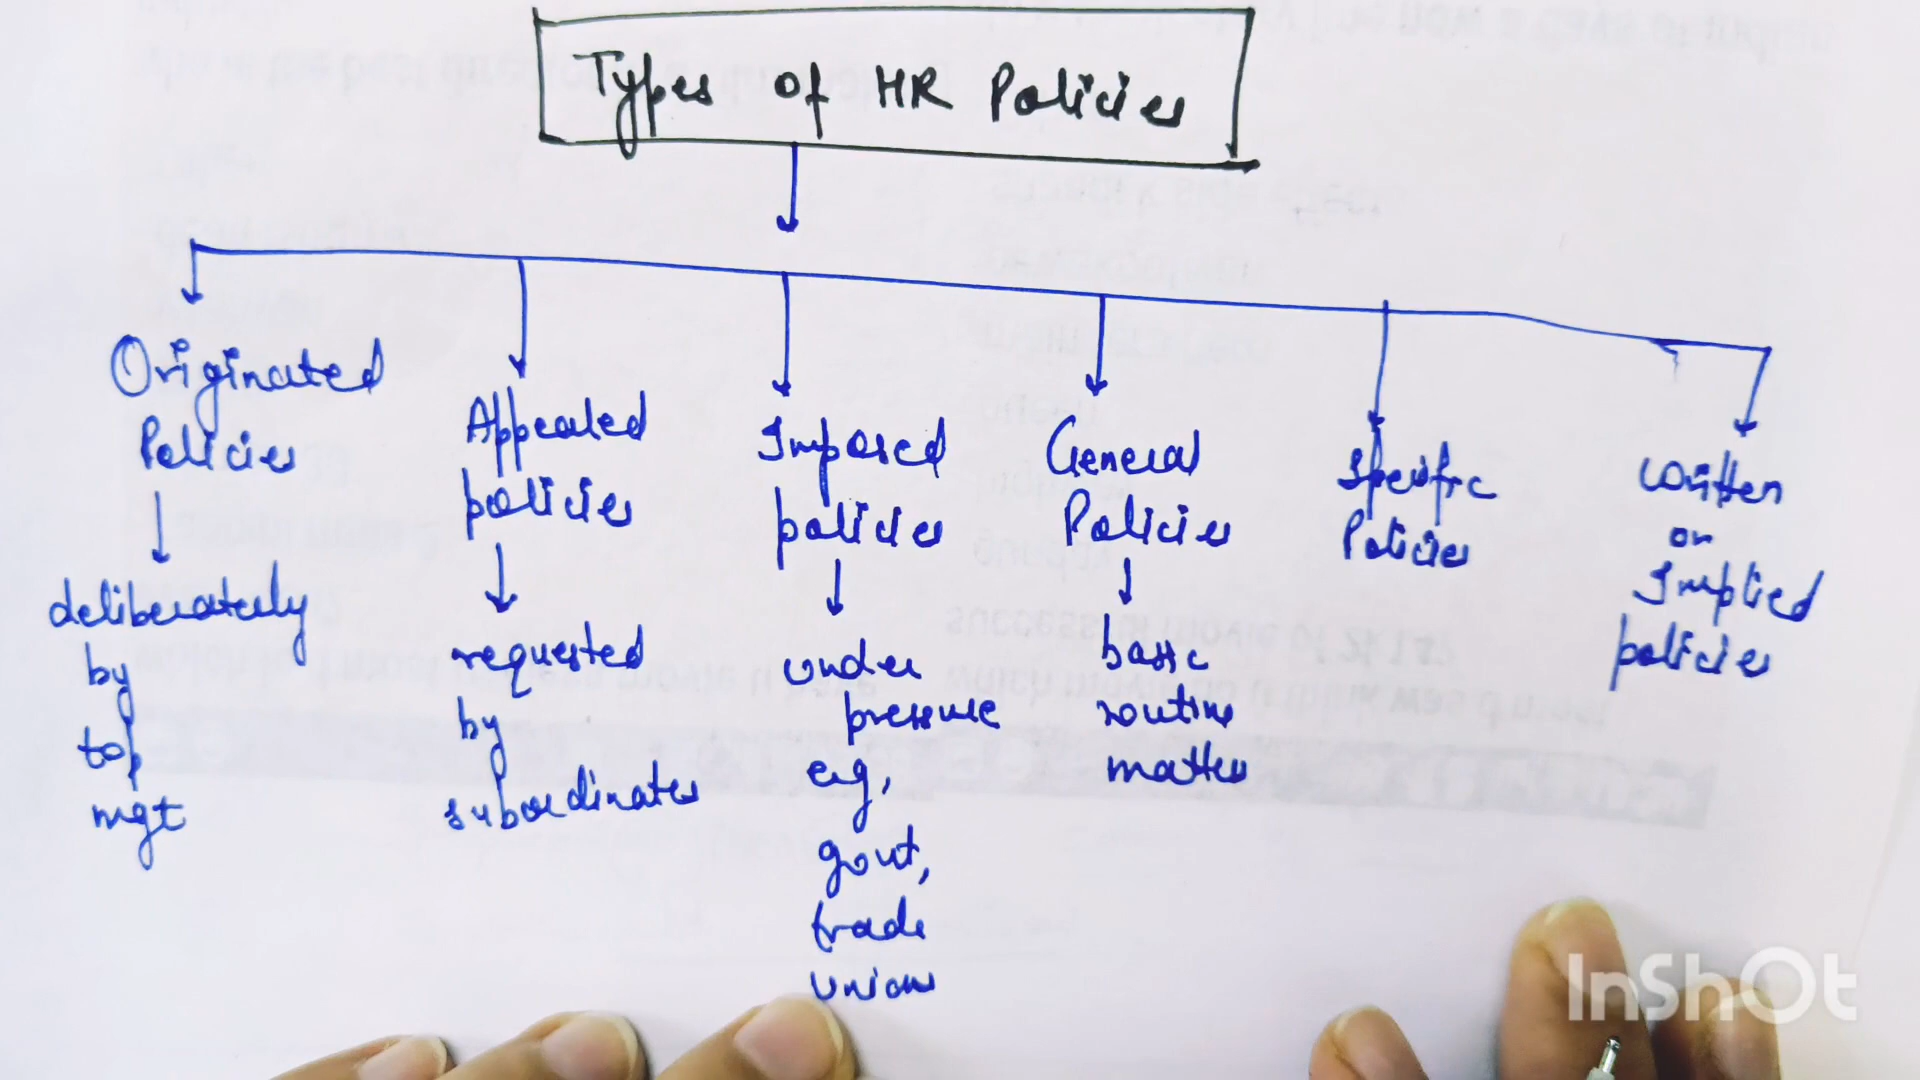 Types of HR Policies
Originated
Policies
deliberately
by
top
mgt
Appealed
policies
requested
by
subordinates
Imposed
policies
under
pressure
eg,
govt,
trade
union
General
Policies
basic
routine
matter
Specific
Policies
Written
or
Implied
policies
InShOt